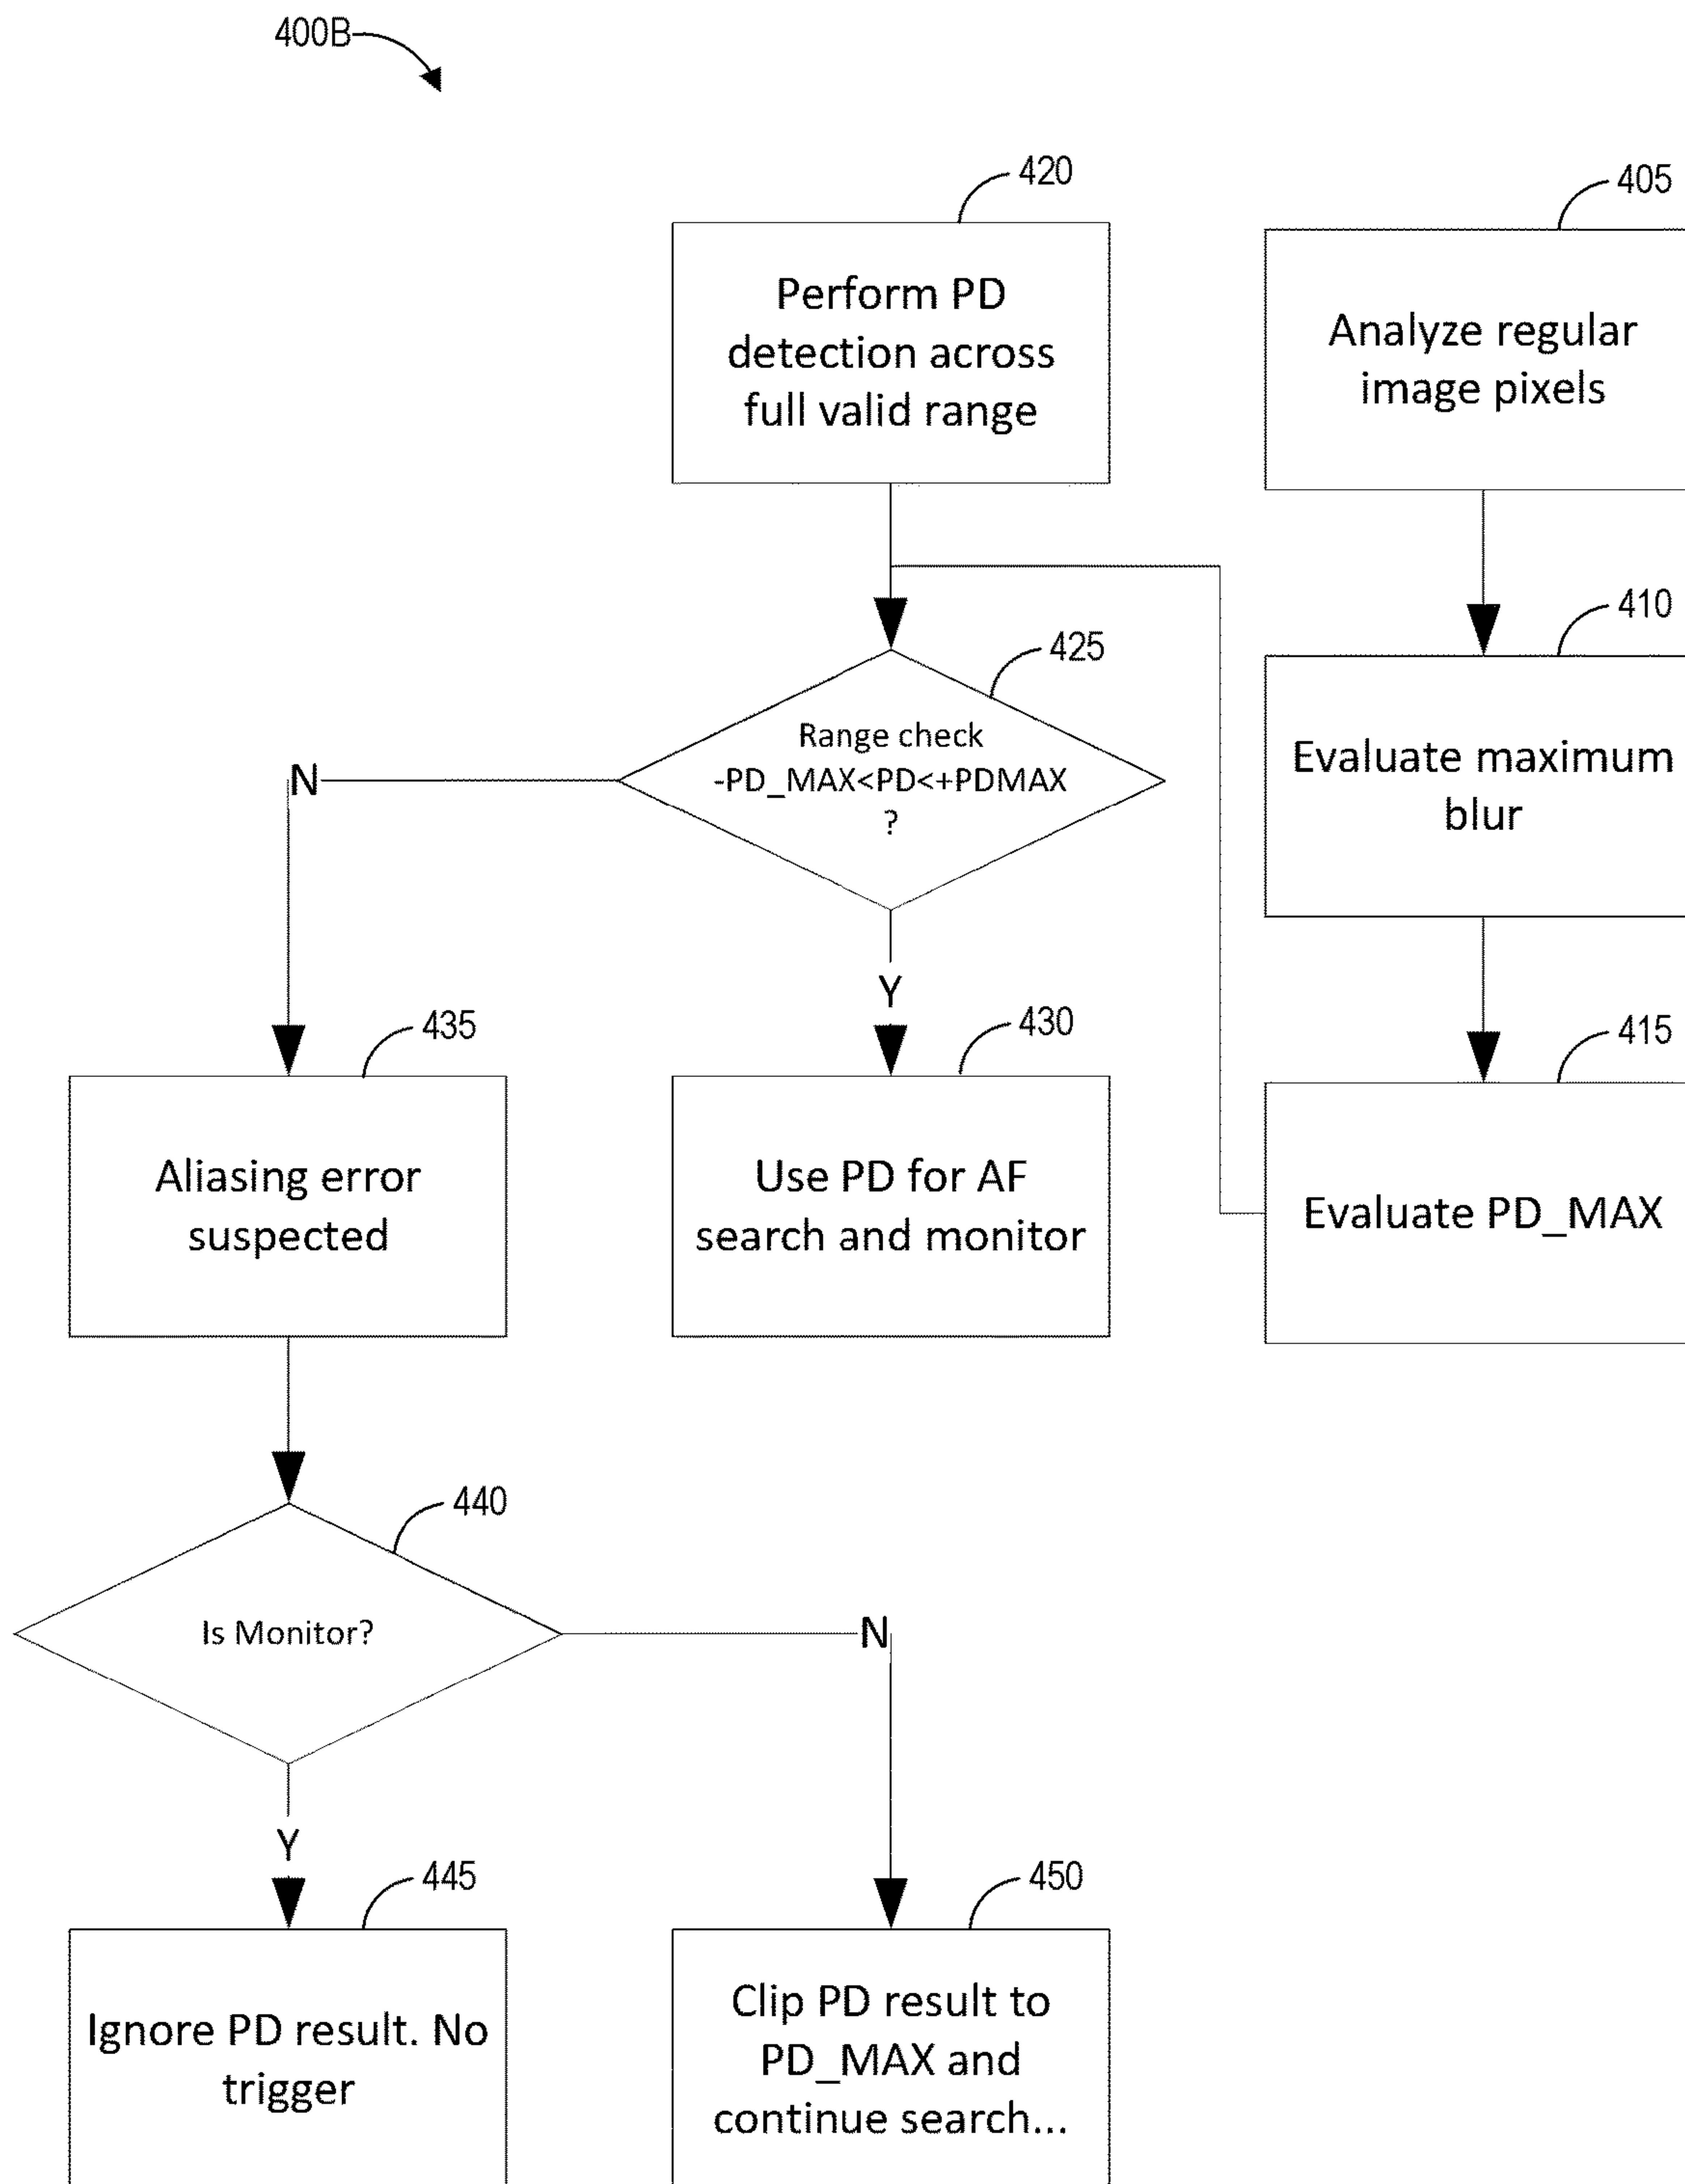 400B
420
405
Perform PD
detection across
full valid range
Analyze regular
image pixels
410
425
Range check
-PD_MAX<PD<+PDMAX
?
N
Evaluate maximum
blur
Y
435
430
415
Aliasing error
suspected
Use PD for AF
search and monitor
Evaluate PD_MAX
440
Is Monitor?
N
Y
445
450
Ignore PD result. No
trigger
Clip PD result to
PD_MAX and
continue search...